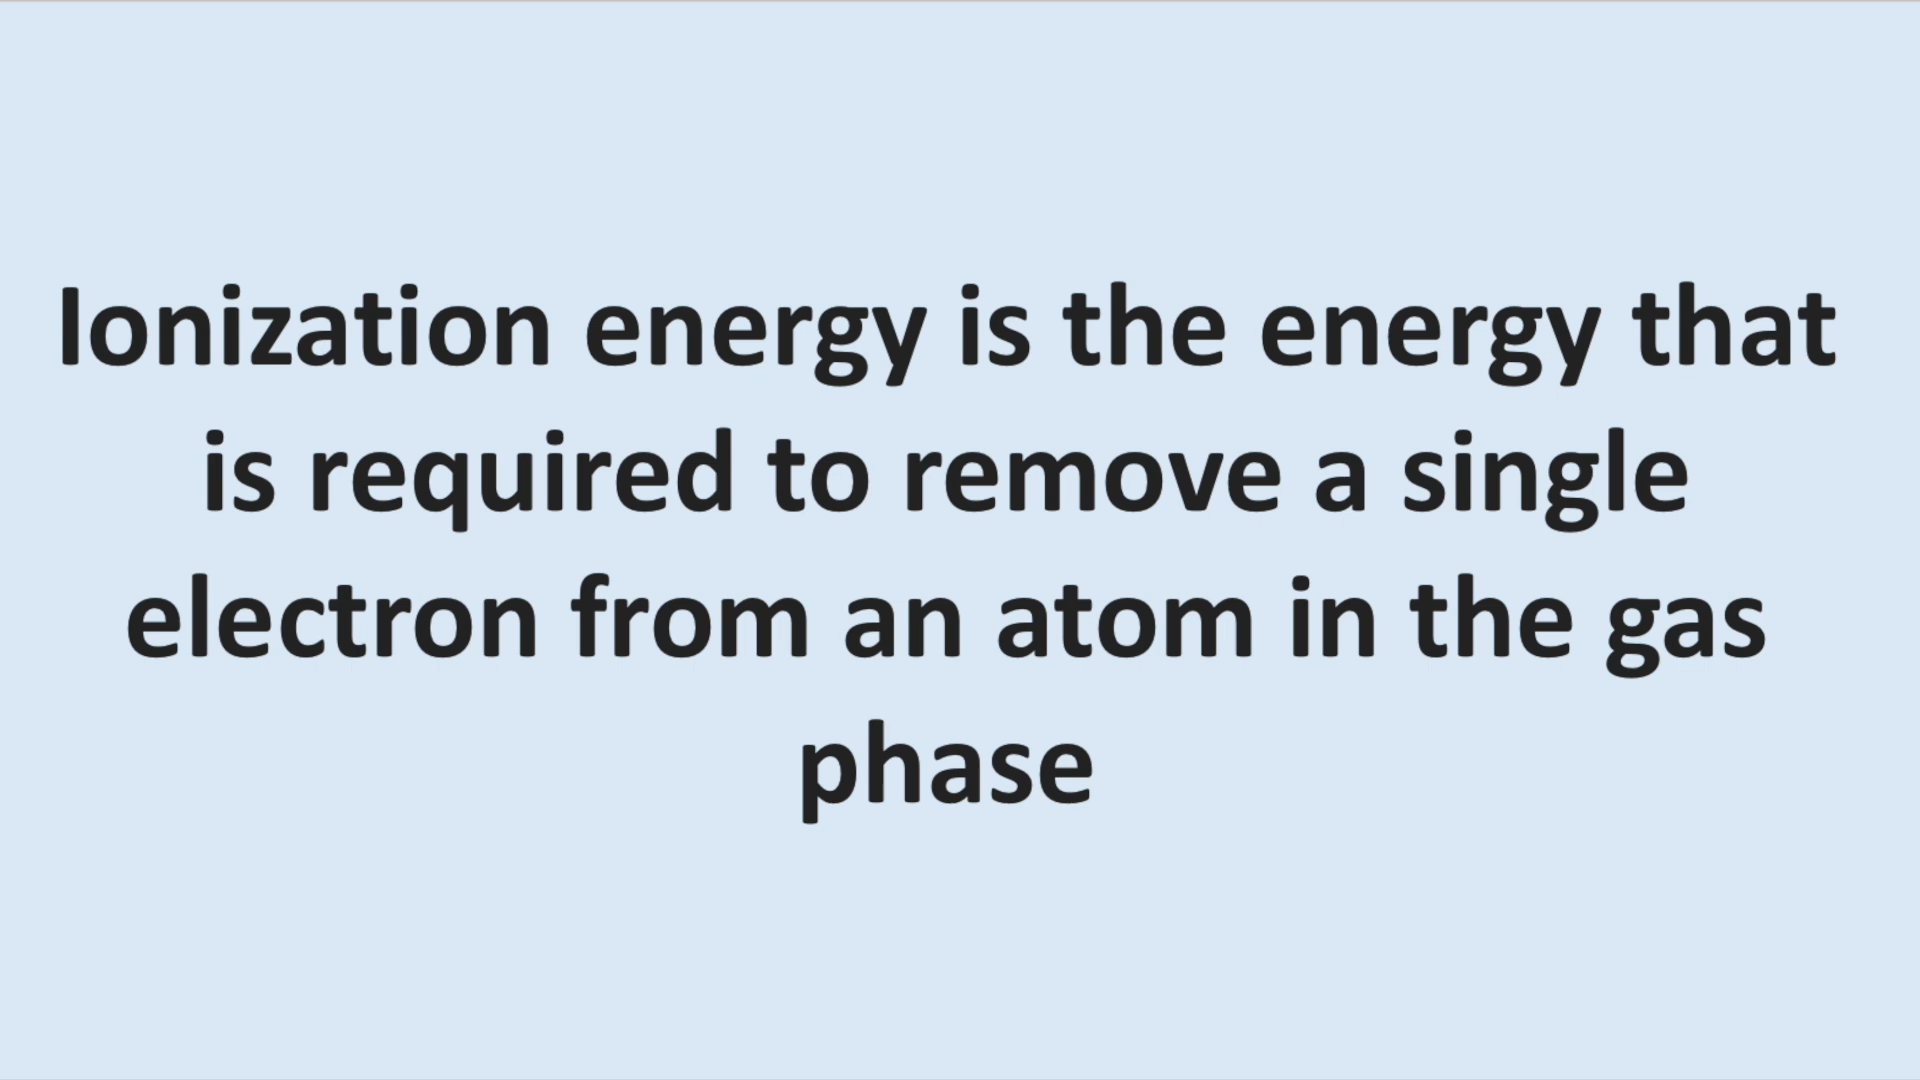 Ionization energy is the energy that
is required to remove a single
electron from an atom in the gas
phase